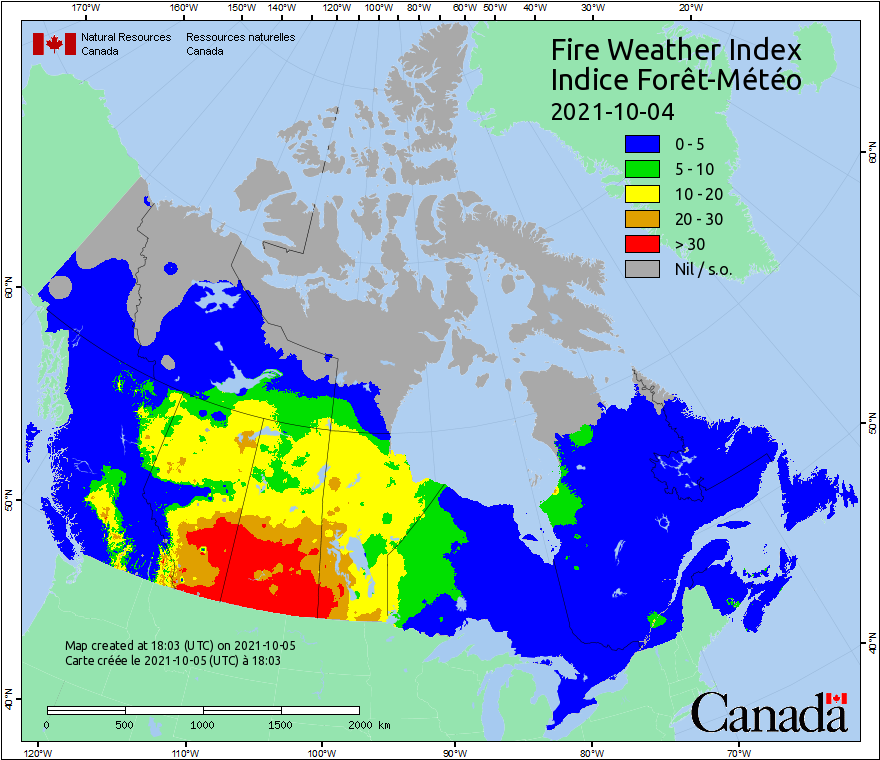 170°W 160°W 150°W 140°W 130°W 120°W 110°W 100°W 80°W 60°W 50°W 40°W 30°W 20°W
Natural Resources Canada
Ressources naturelles Canada
Fire Weather Index
Indice Forêt-Météo
2021-10-04
0 - 5
5 - 10
10 - 20
20 - 30
> 30
Nil / s.o.
60°N
60°N
50°N
50°N
40°N
40°N
Map created at 18:03 (UTC) on 2021-10-05
Carte créée le 2021-10-05 (UTC) à 18:03
0 500 1000 1500 2000 km
Canada
120°W 110°W 100°W 90°W 80°W 70°W